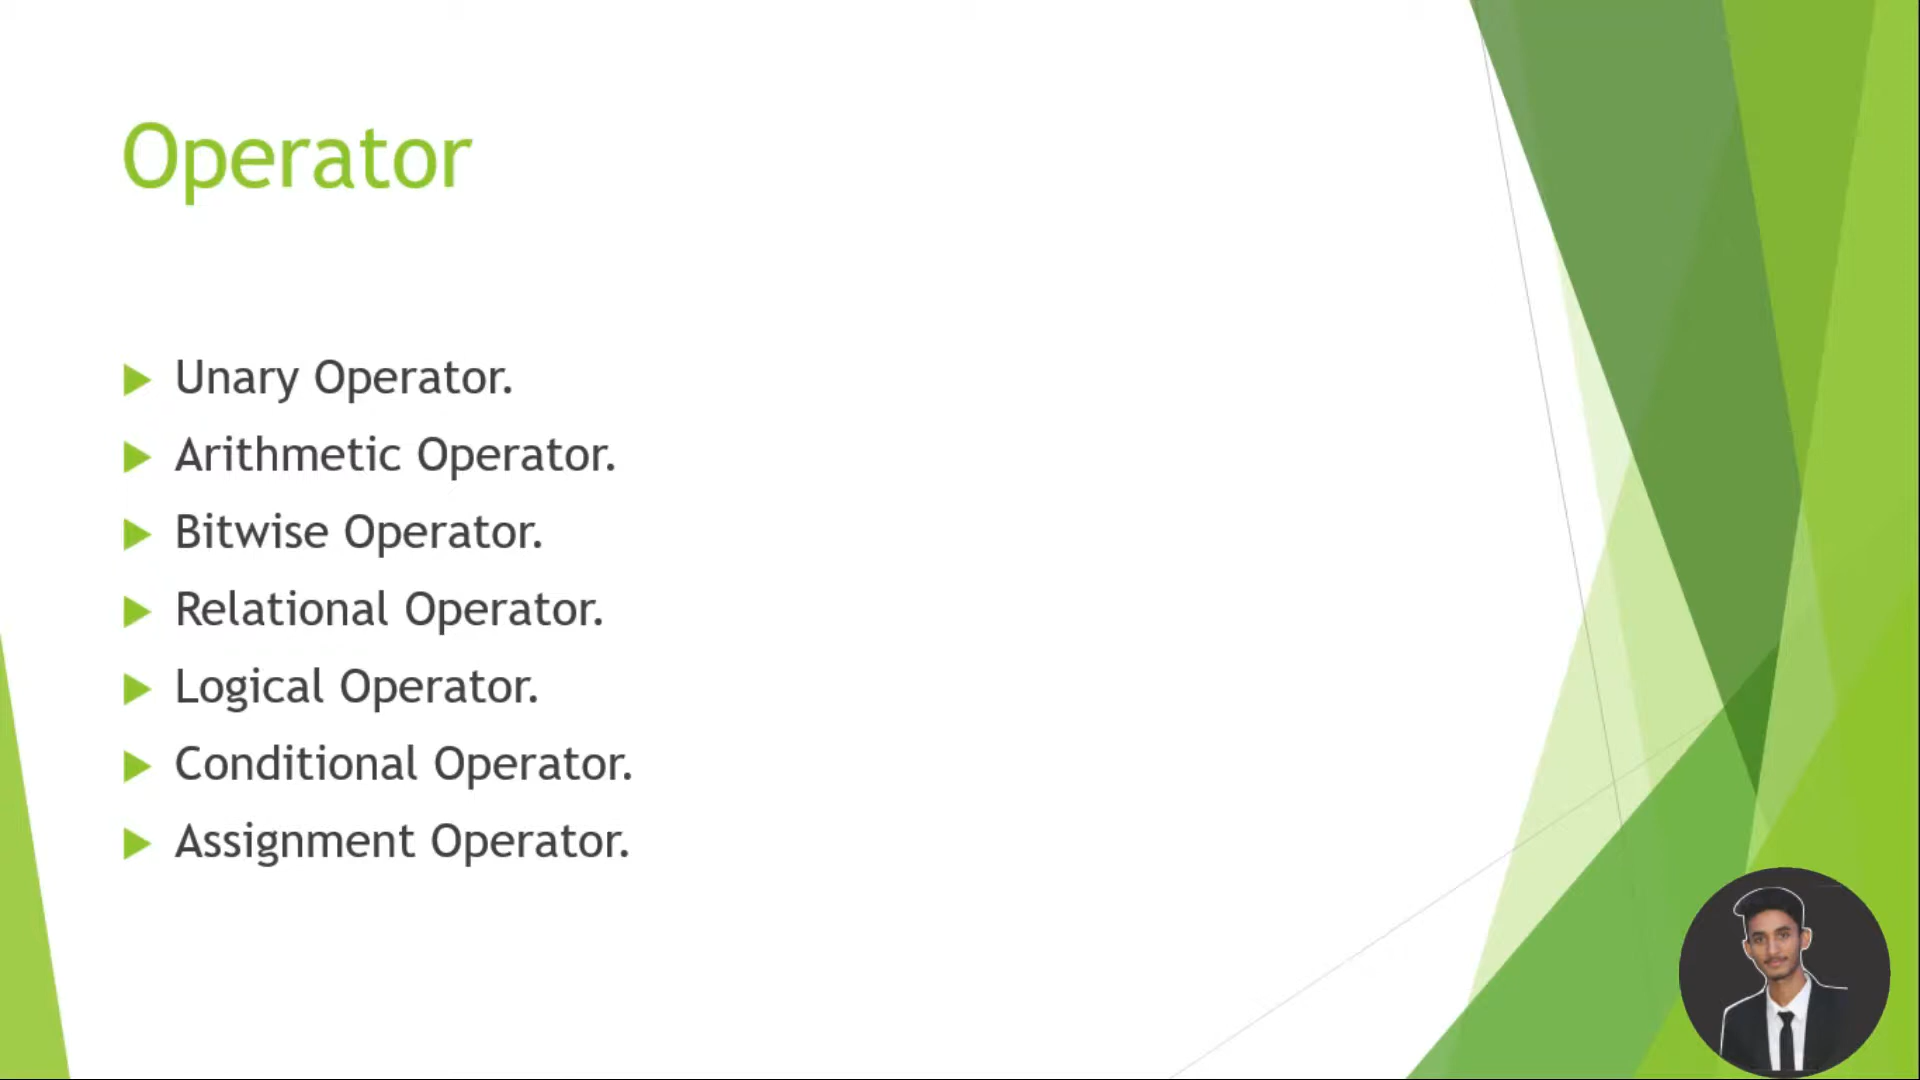 Operator
Unary Operator.
Arithmetic Operator.
Bitwise Operator.
Relational Operator.
Logical Operator.
Conditional Operator.
Assignment Operator.